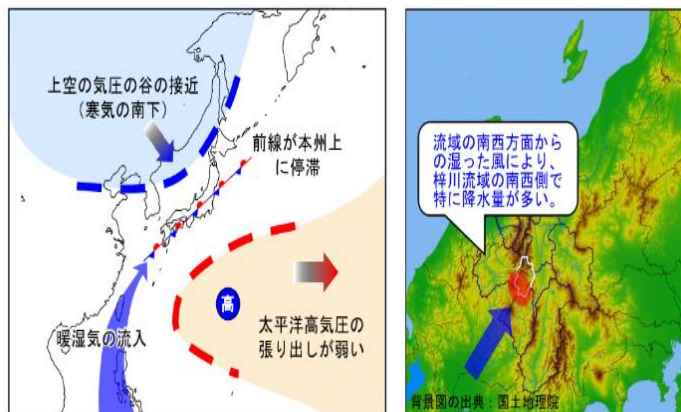 上空の気圧の谷の接近
(寒気の南下)
前線が本州上
に停滞
高
太平洋高気圧の
張り出しが弱い
暖湿気の流入
流域の南西方面か
らの湿った風により、
梓川流域の南西側で
特に降水量が多い。
背景図の出典:国土地理院